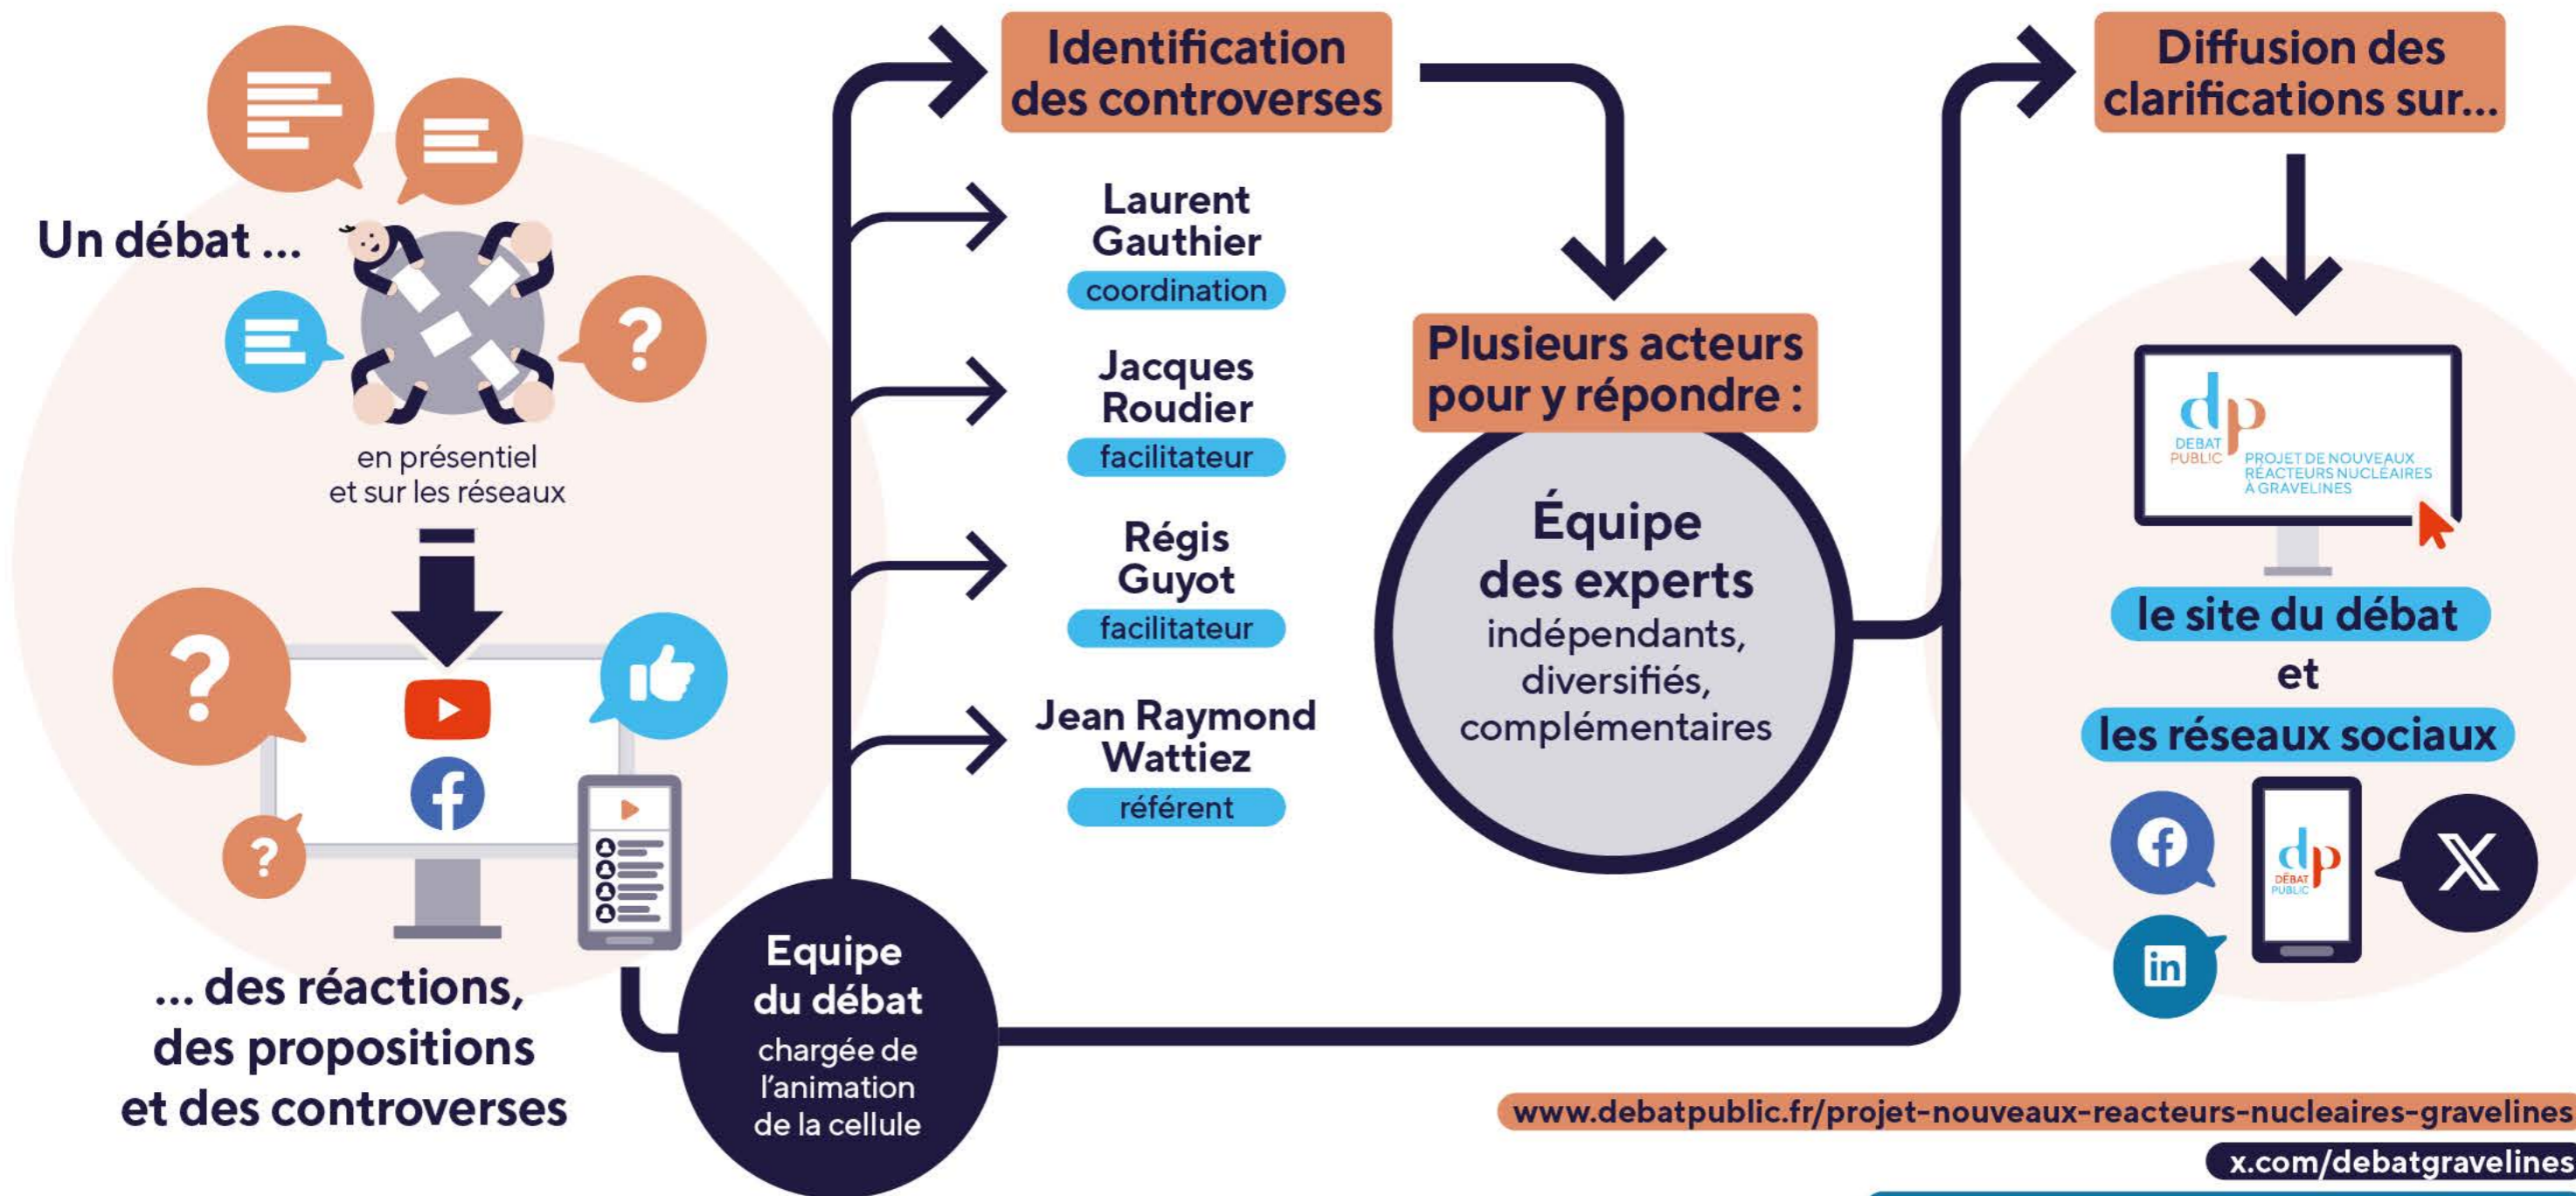 Un débat ...
en présentiel
et sur les réseaux
?
?
?
... des réactions,
des propositions
et des controverses
Equipe
du débat
chargée de
l'animation
de la cellule
Identification
des controverses
Laurent
Gauthier
coordination
Jacques
Roudier
facilitateur
Régis
Guyot
facilitateur
Jean Raymond
Wattiez
référent
Plusieurs acteurs
pour y répondre :
Équipe
des experts
indépendants,
diversifiés,
complémentaires
Diffusion des
clarifications sur...
dp
DEBAT
PUBLIC
PROJET DE NOUVEAUX
RÉACTEURS NUCLÉAIRES
À GRAVELINES
le site du débat
et
les réseaux sociaux
dp
DÉBAT
PUBLIC
in
www.debatpublic.fr/projet-nouveaux-reacteurs-nucleaires-gravelines
x.com/debatgravelines